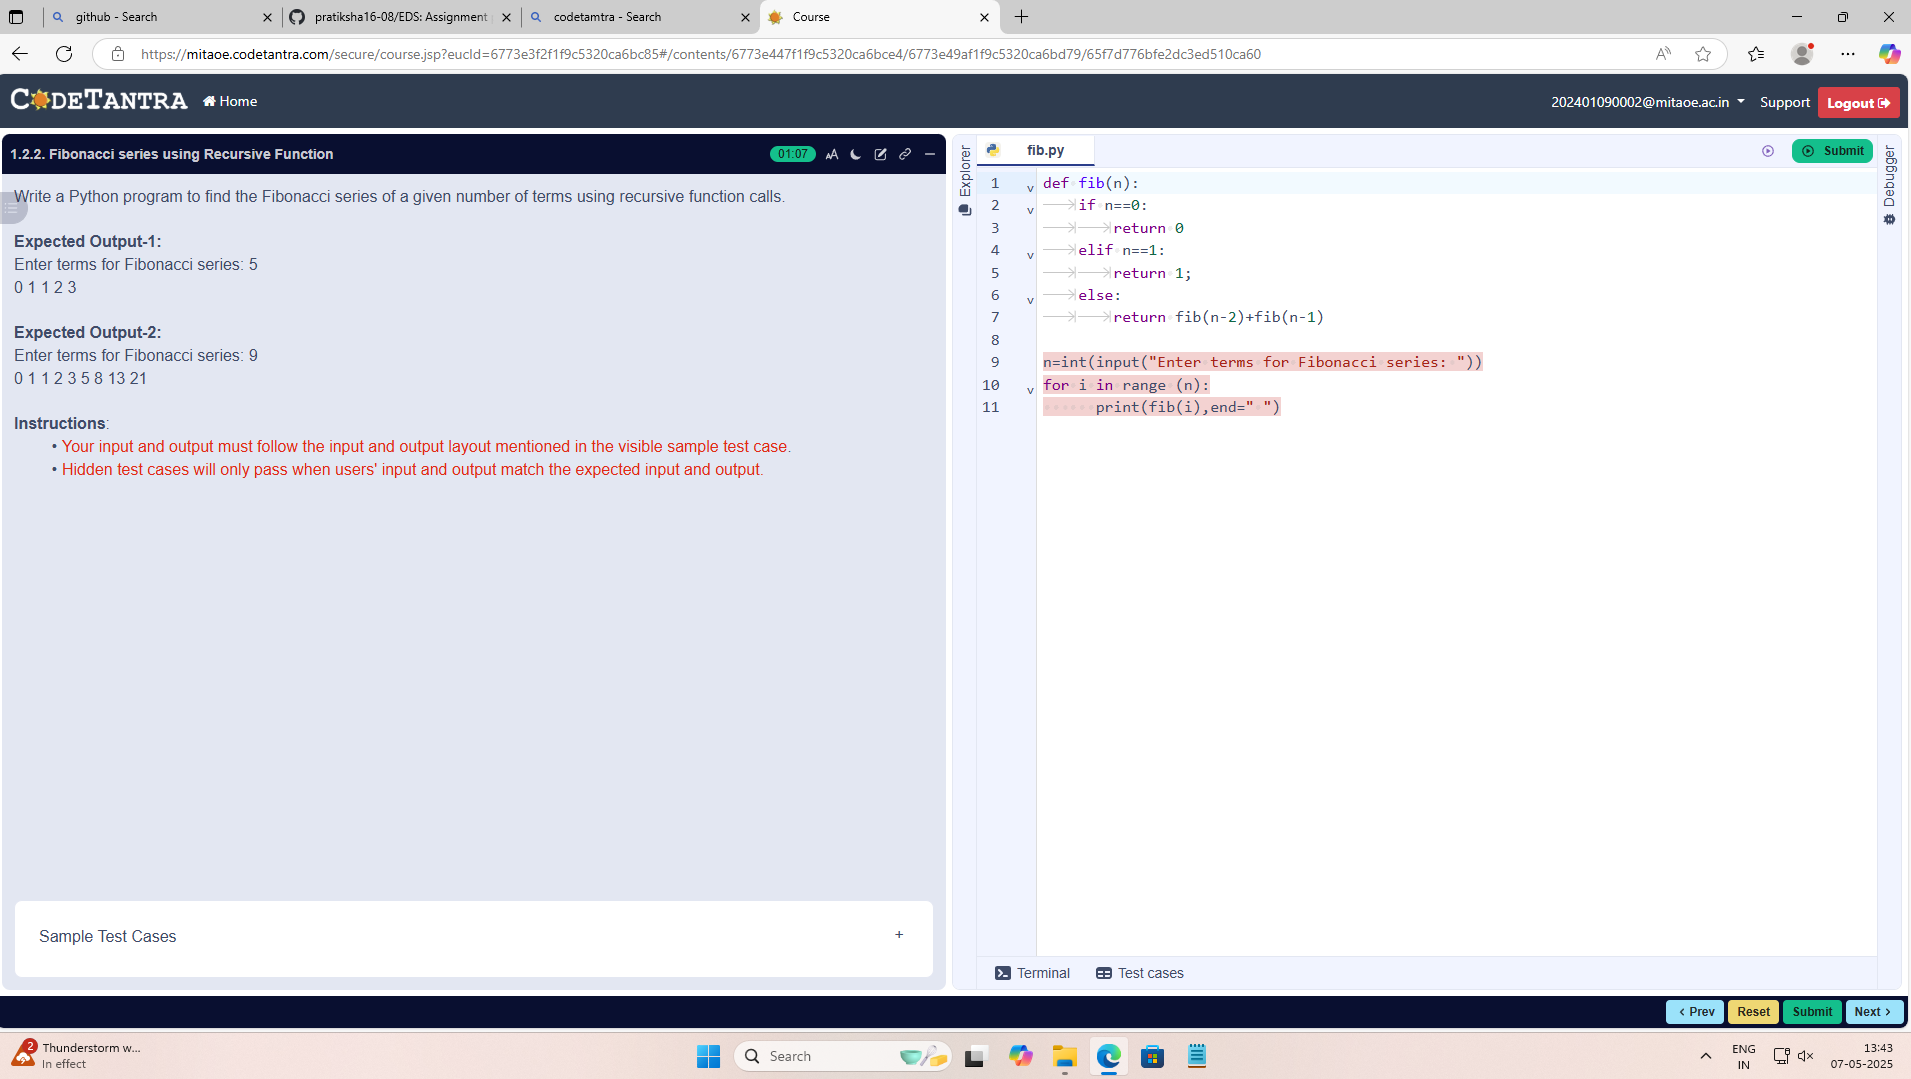 github - Search
pratiksha16-08/EDS: Assignment
codetamtra - Search
Course
https://mitaoe.codetantra.com/secure/course.jsp?eucId=6773e3f2f1f9c5320ca6bc85#/contents/6773e447f1f9c5320ca6bce4/6773e49af1f9c5320ca6bd79/65f7d776bfe2dc3ed510ca60
CODETANTRA
Home
202401090002@mitaoe.ac.in
Support
Logout
1.2.2. Fibonacci series using Recursive Function
01:07
Write a Python program to find the Fibonacci series of a given number of terms using recursive function calls.
Expected Output-1:
Enter terms for Fibonacci series: 5
0 1 1 2 3
Expected Output-2:
Enter terms for Fibonacci series: 9
0 1 1 2 3 5 8 13 21
Instructions:
• Your input and output must follow the input and output layout mentioned in the visible sample test case.
• Hidden test cases will only pass when users' input and output match the expected input and output.
Sample Test Cases
+
Explorer
fib.py
Submit
Debugger
1 def fib(n):
2 if n==0:
3 return 0
4 elif n==1:
5 return 1;
6 else:
7 return fib(n-2)+fib(n-1)
8
9 n=int(input("Enter terms for Fibonacci series: "))
10 for i in range (n):
11 print(fib(i),end=" ")
Terminal
Test cases
< Prev
Reset
Submit
Next >
2
Thunderstorm w...
In effect
Search
ENG
IN
13:43
07-05-2025